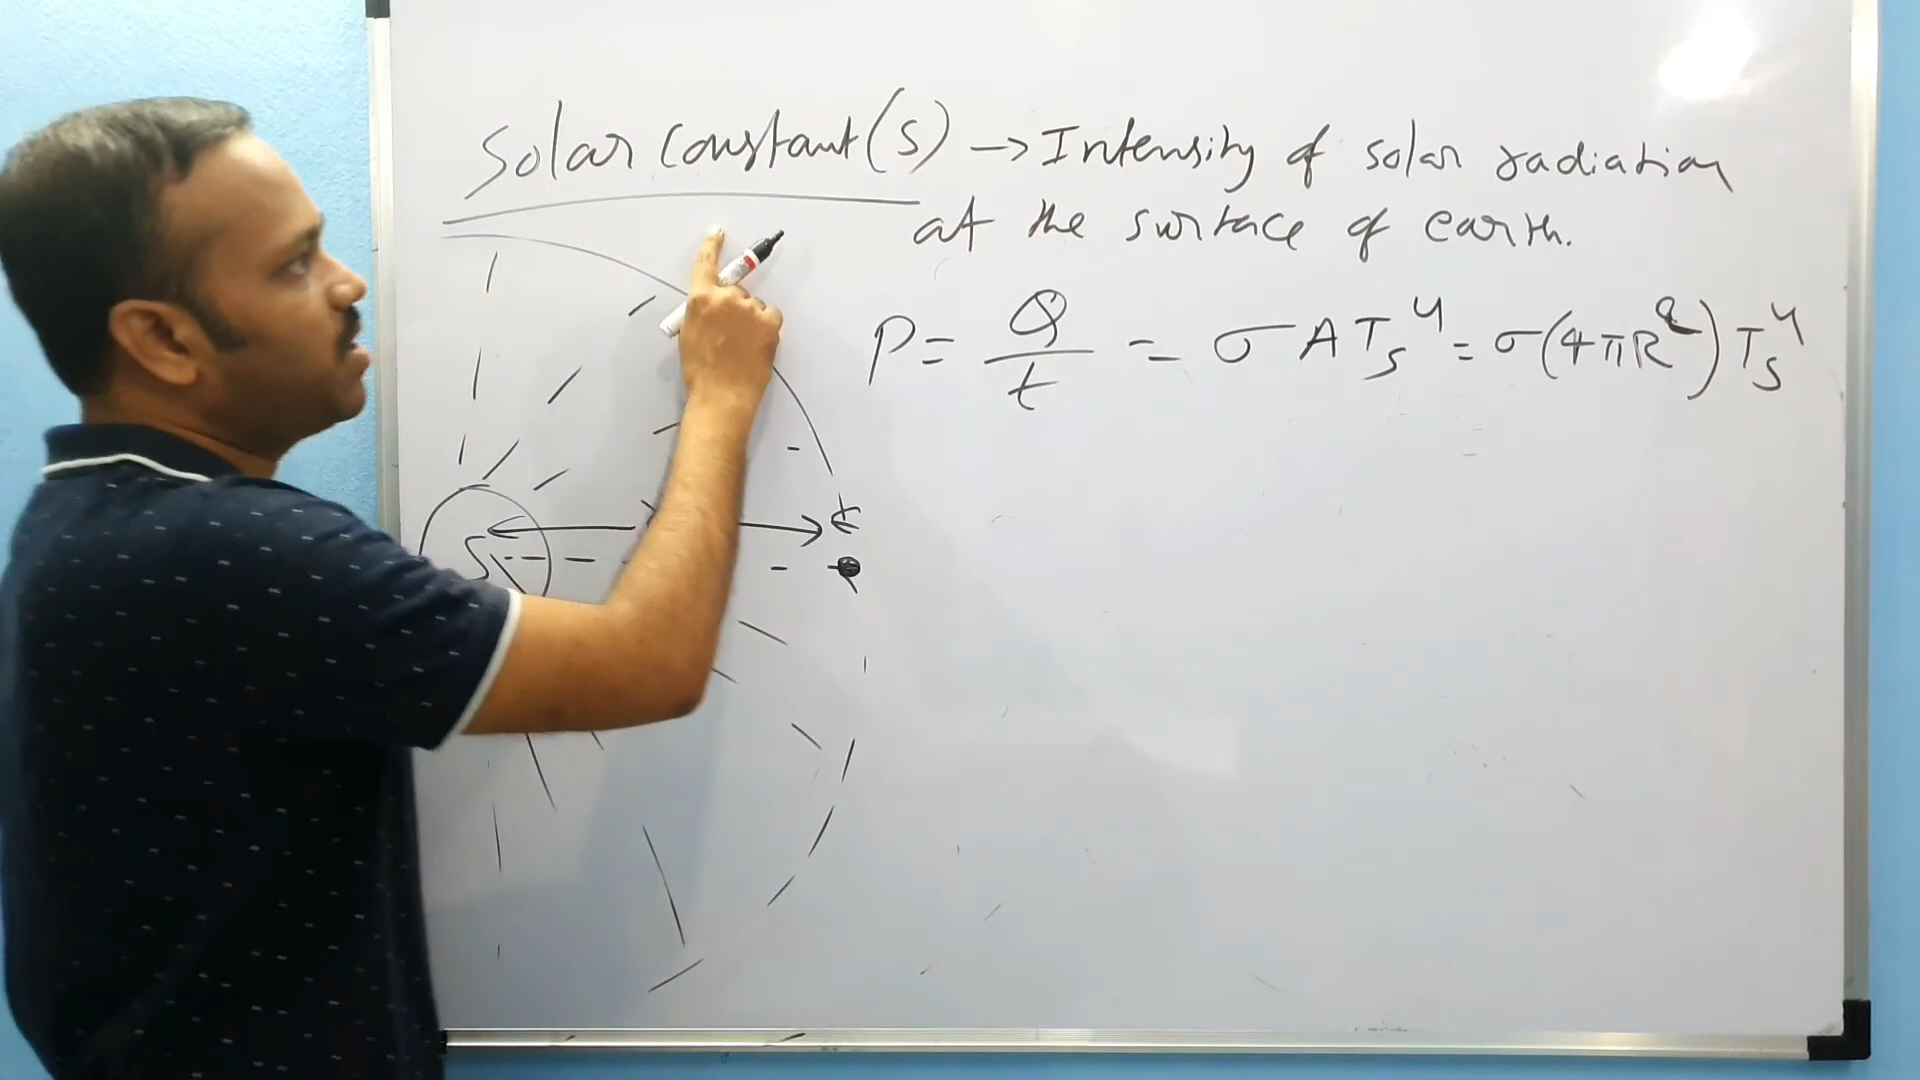 Solar constant (S) → Intensity of solar radiation
at the surface of earth.
P = Q/t = σ A Ts⁴ = σ(4πR²) Ts⁴
S